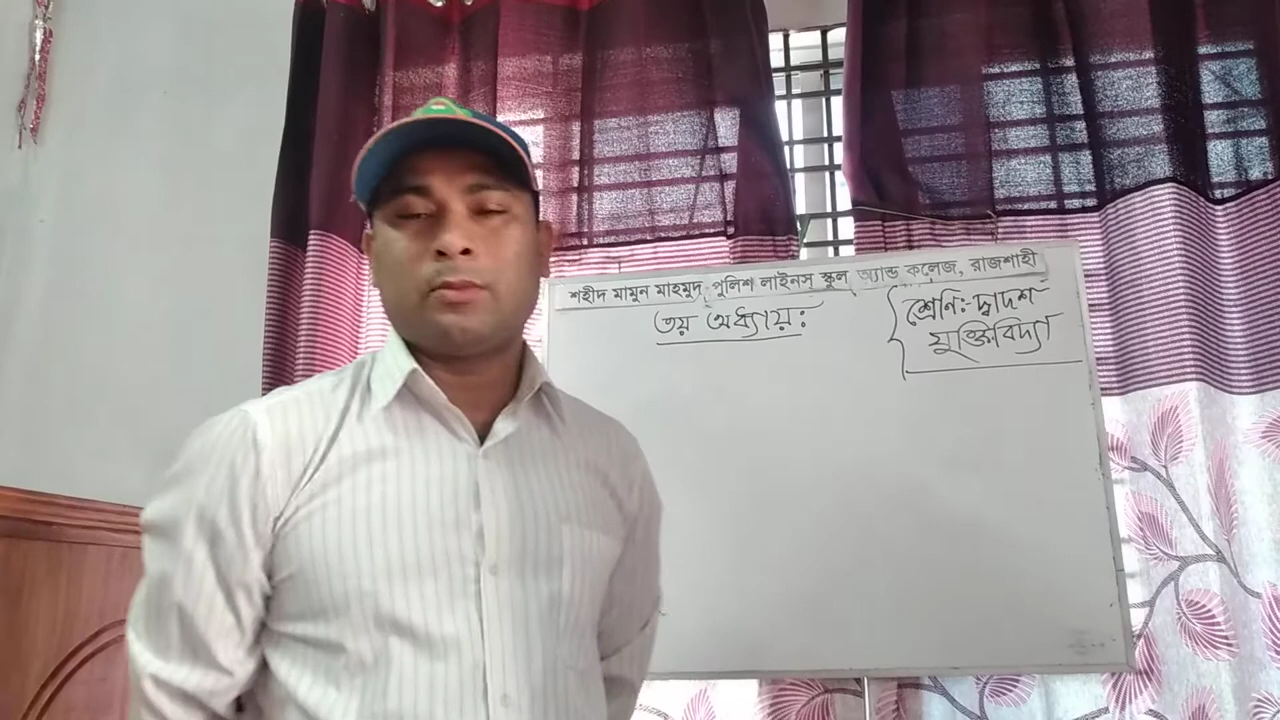 শহীদ মামুন মাহমুদ পুলিশ লাইনস্ স্কুল অ্যান্ড কলেজ, রাজশাহী
৩য় অধ্যায়ঃ
শ্রেণিঃ- দ্বাদশ
যুক্তিবিদ্যা